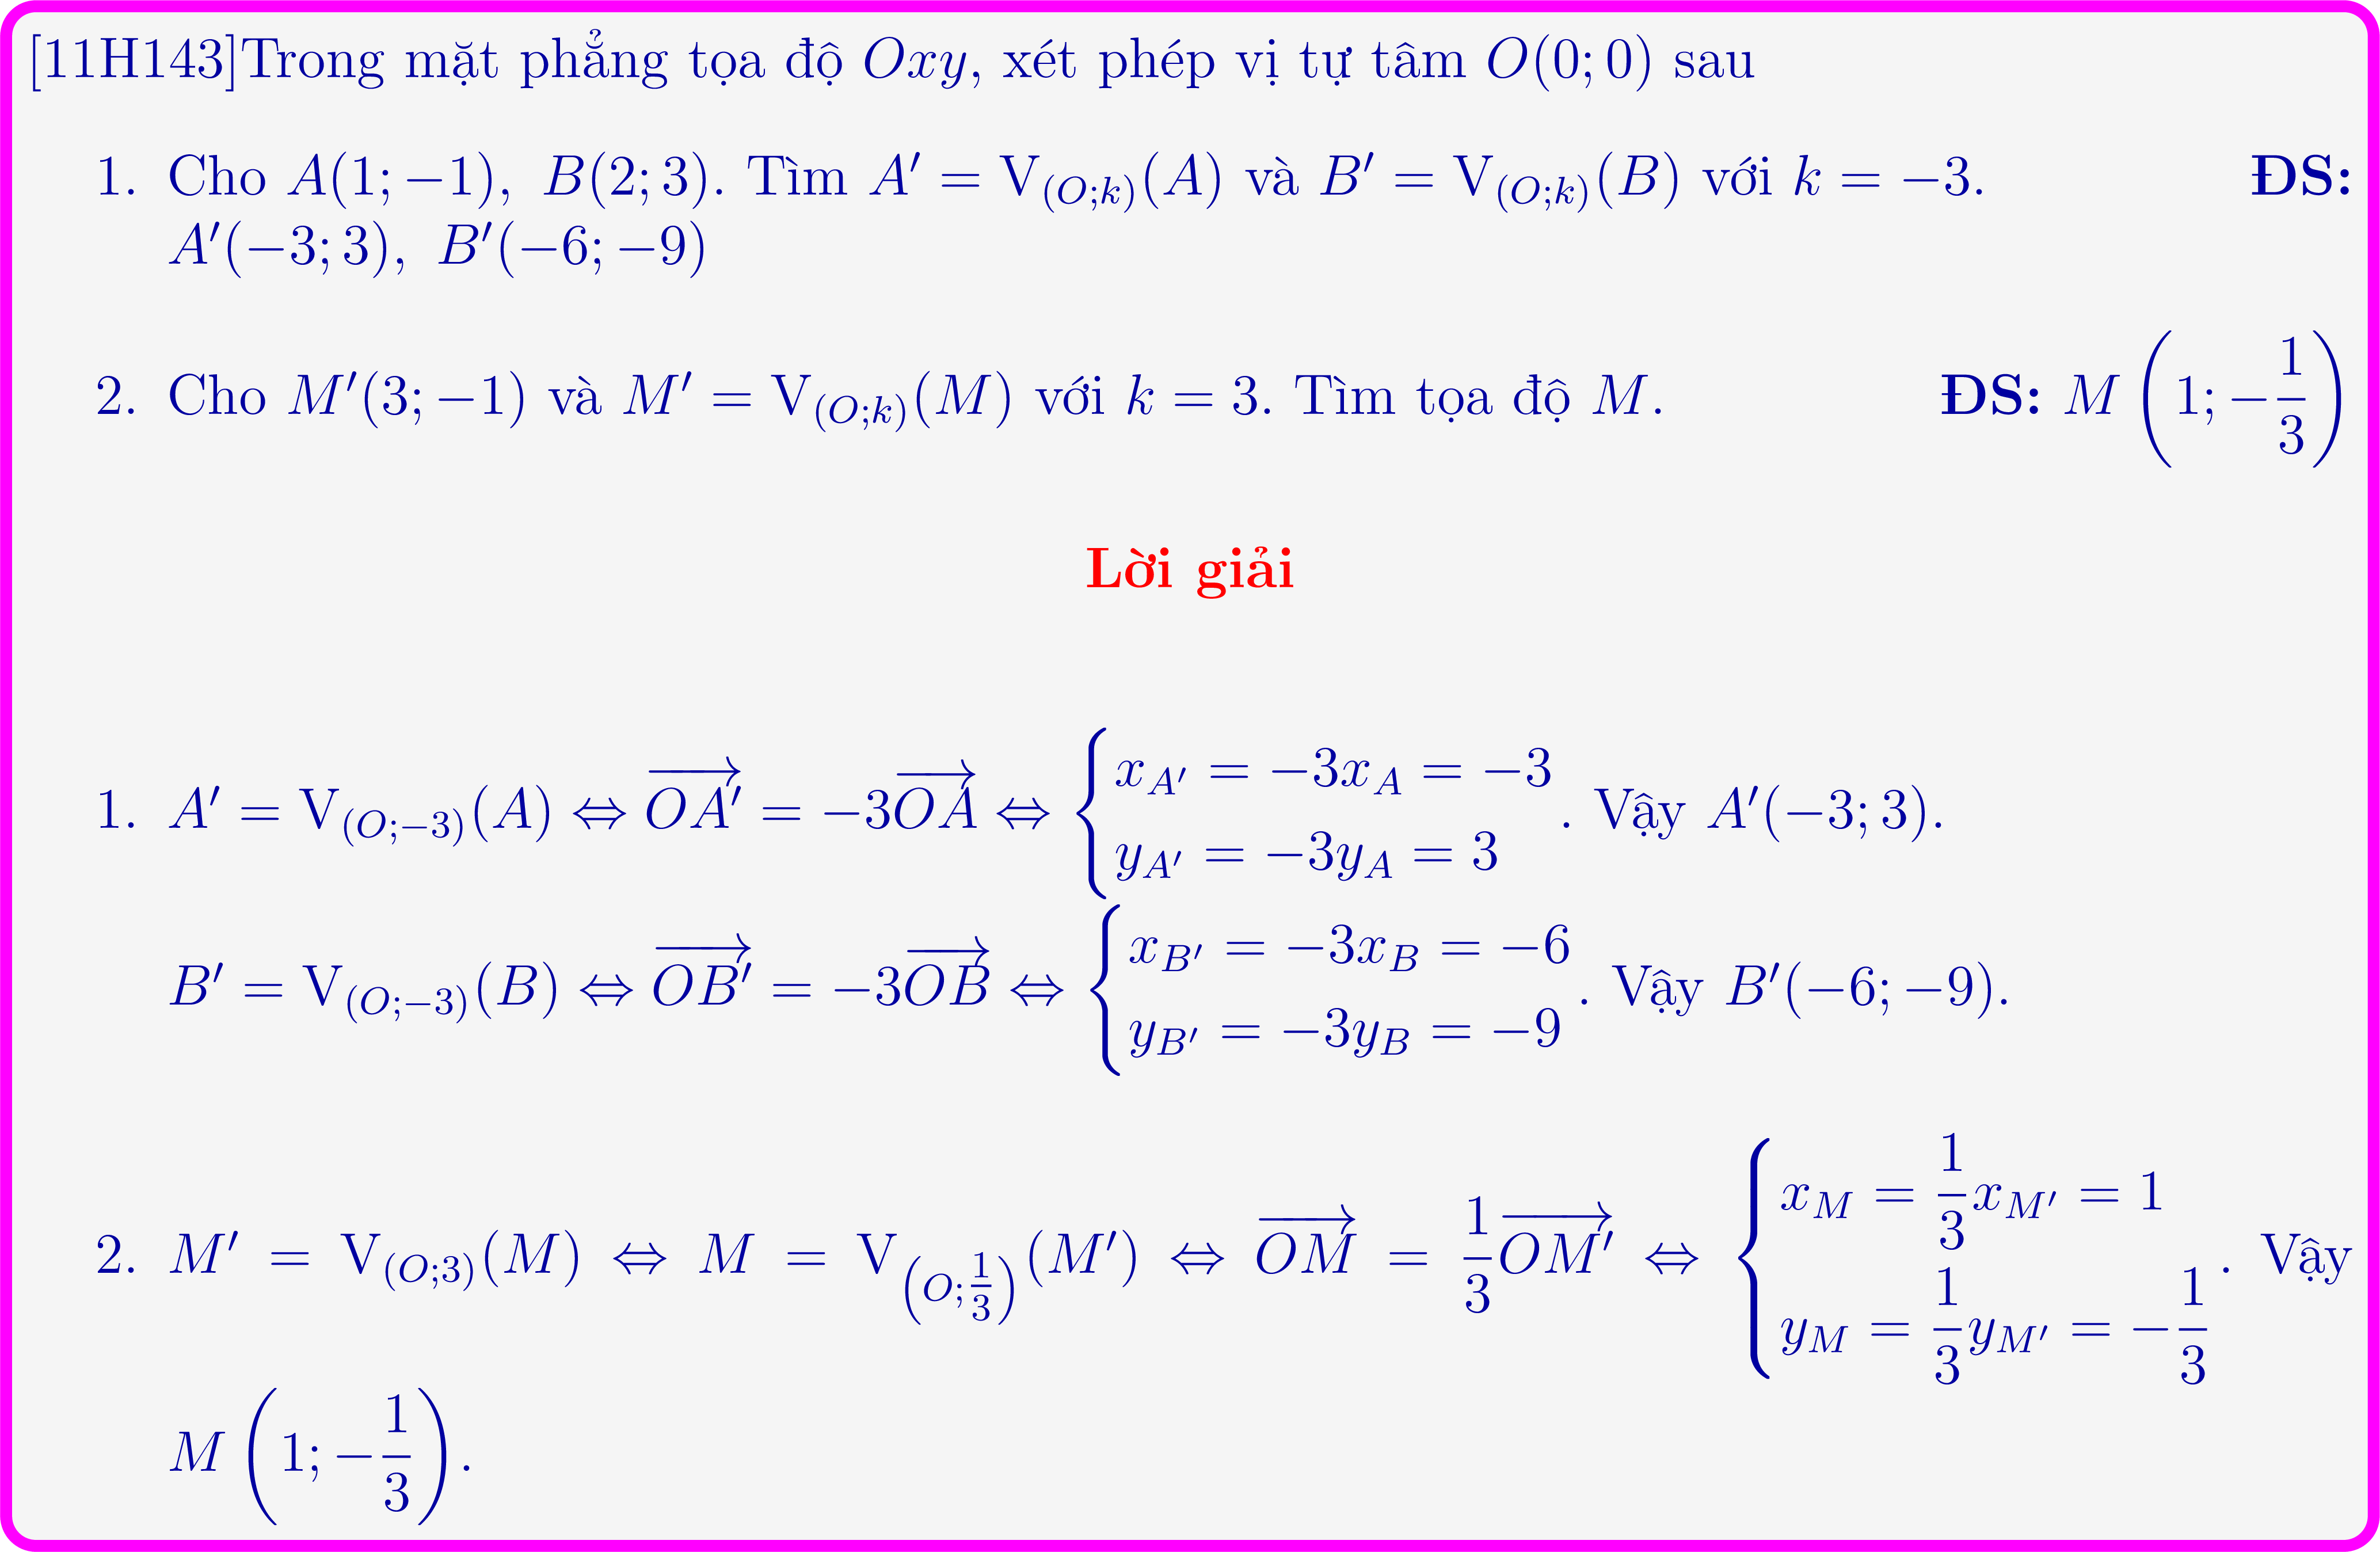 [11H143]Trong mặt phẳng tọa độ $Oxy$, xét phép vị tự tâm $O(0;0)$ sau
1. Cho $A(1;-1),\ B(2;3)$. Tìm $A' = \mathrm{V}_{(O;k)}(A)$ và $B' = \mathrm{V}_{(O;k)}(B)$ với $k = -3$. ĐS:
$A'(-3;3),\ B'(-6;-9)$
2. Cho $M'(3;-1)$ và $M' = \mathrm{V}_{(O;k)}(M)$ với $k = 3$. Tìm tọa độ $M$. ĐS: $M\left(1;-\dfrac{1}{3}\right)$
Lời giải
1. $A' = \mathrm{V}_{(O;-3)}(A) \Leftrightarrow \overrightarrow{OA'} = -3\overrightarrow{OA} \Leftrightarrow \begin{cases} x_{A'} = -3x_A = -3 \\ y_{A'} = -3y_A = 3 \end{cases}$. Vậy $A'(-3;3)$.
$B' = \mathrm{V}_{(O;-3)}(B) \Leftrightarrow \overrightarrow{OB'} = -3\overrightarrow{OB} \Leftrightarrow \begin{cases} x_{B'} = -3x_B = -6 \\ y_{B'} = -3y_B = -9 \end{cases}$. Vậy $B'(-6;-9)$.
2. $M' = \mathrm{V}_{(O;3)}(M) \Leftrightarrow M = \mathrm{V}_{\left(O;\frac{1}{3}\right)}(M') \Leftrightarrow \overrightarrow{OM} = \dfrac{1}{3}\overrightarrow{OM'} \Leftrightarrow \begin{cases} x_M = \dfrac{1}{3}x_{M'} = 1 \\ y_M = \dfrac{1}{3}y_{M'} = -\dfrac{1}{3} \end{cases}$. Vậy
$M\left(1;-\dfrac{1}{3}\right)$.